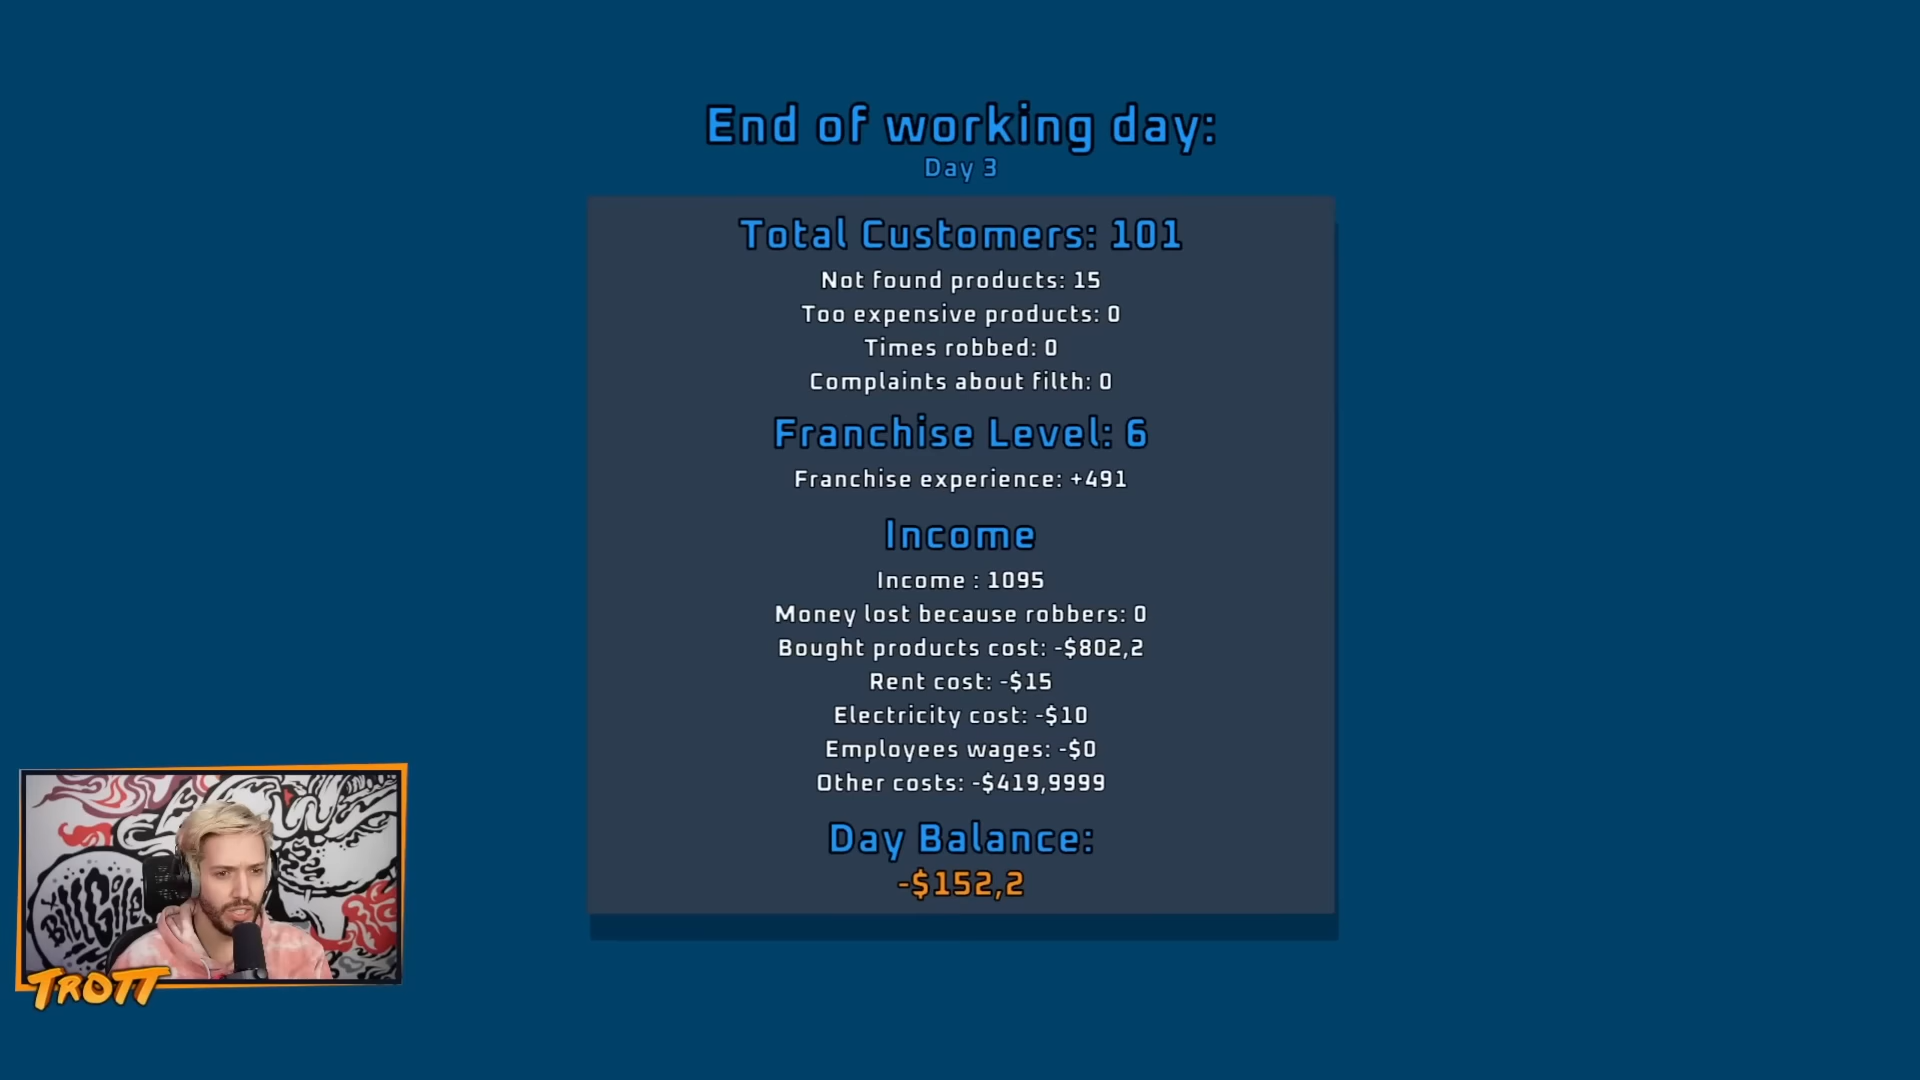 End of working day:
Day 3
Total Customers: 101
Not found products: 15
Too expensive products: 0
Times robbed: 0
Complaints about filth: 0
Franchise Level: 6
Franchise experience: +491
Income
Income : 1095
Money lost because robbers: 0
Bought products cost: -$802,2
Rent cost: -$15
Electricity cost: -$10
Employees wages: -$0
Other costs: -$419,9999
Day Balance:
-$152,2
TROTT